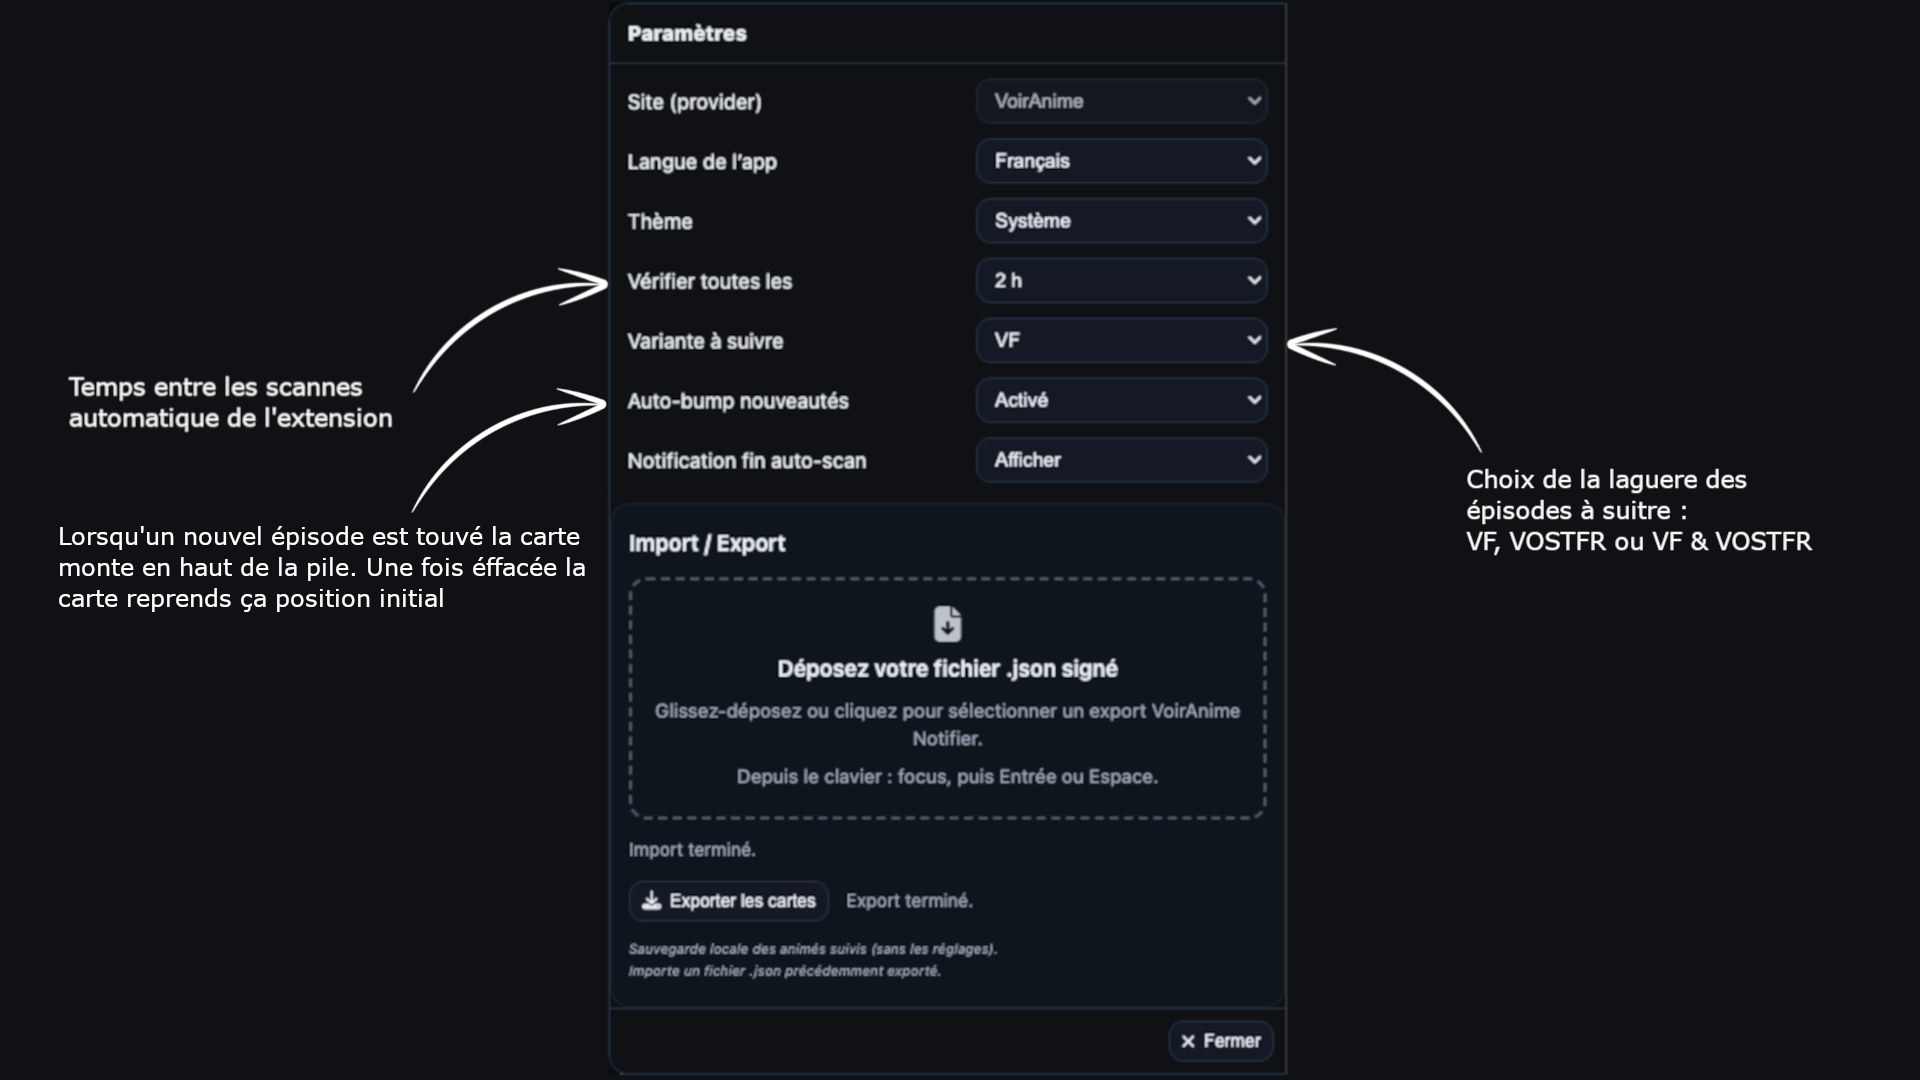 Paramètres
Site (provider)
VoirAnime
Langue de l’app
Français
Thème
Système
Vérifier toutes les
2 h
Variante à suivre
VF
Auto-bump nouveautés
Activé
Notification fin auto-scan
Afficher
Temps entre les scannes
automatique de l'extension
Lorsqu'un nouvel épisode est touvé la carte
monte en haut de la pile. Une fois éffacée la
carte reprends ça position initial
Choix de la laguere des
épisodes à suitre :
VF, VOSTFR ou VF & VOSTFR
Import / Export
Déposez votre fichier .json signé
Glissez-déposez ou cliquez pour sélectionner un export VoirAnime
Notifier.
Depuis le clavier : focus, puis Entrée ou Espace.
Import terminé.
Exporter les cartes
Export terminé.
Sauvegarde locale des animés suivis (sans les réglages).
Importe un fichier .json précédemment exporté.
Fermer